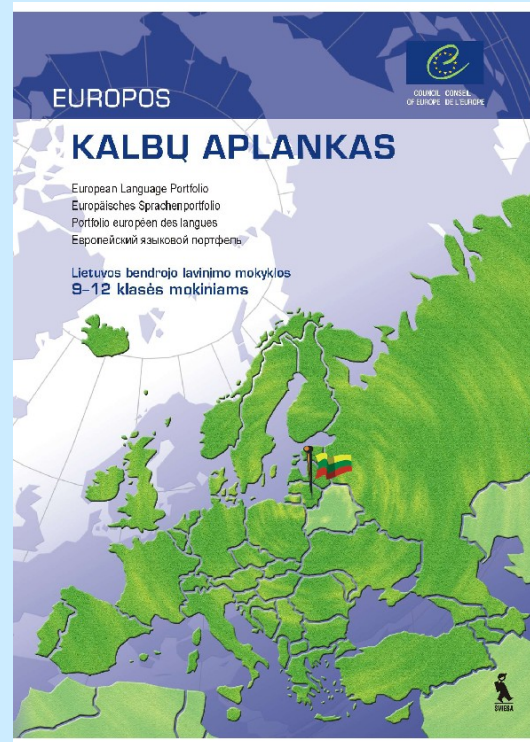 EUROPOS
COUNCIL CONSEIL
OF EUROPE DE L'EUROPE
KALBŲ APLANKAS
European Language Portfolio
Europäisches Sprachenportfolio
Portfolio européen des langues
Европейский языковой портфель
Lietuvos bendrojo lavinimo mokyklos
9–12 klasės mokiniams
ŠVIESA